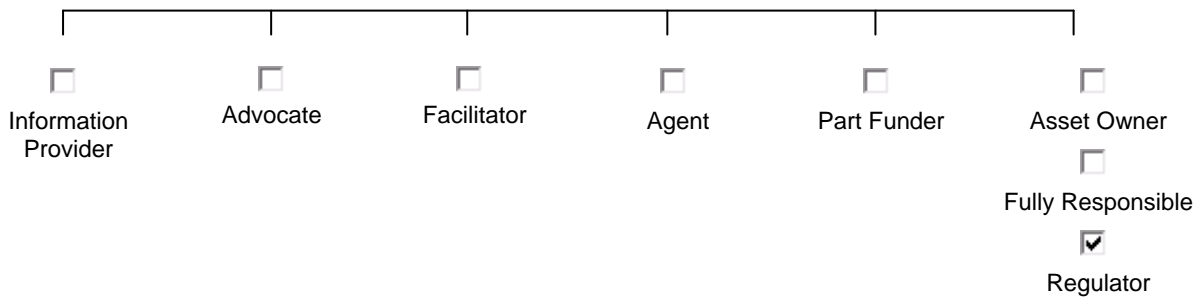 Information
Provider
Advocate
Facilitator
Agent
Part Funder
Asset Owner
Fully Responsible
Regulator